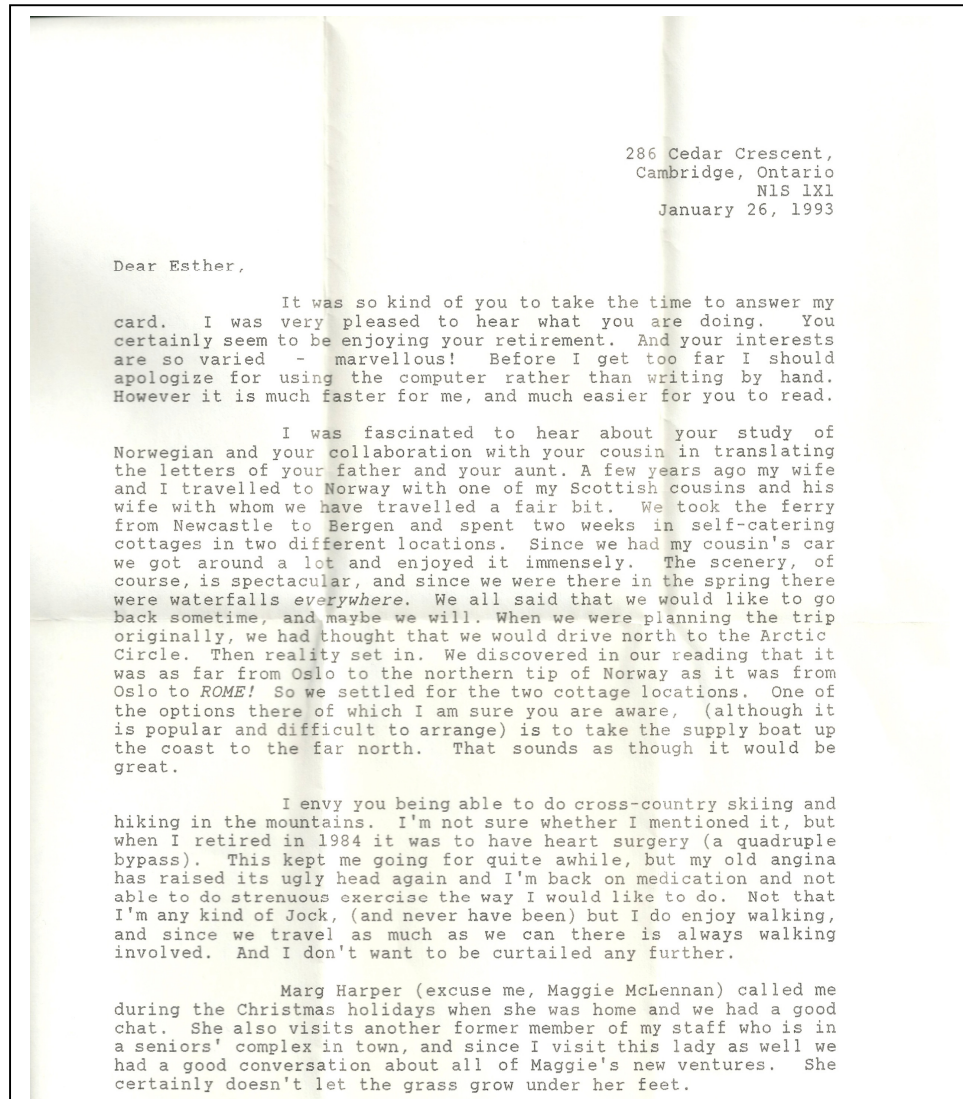 286 Cedar Crescent,
Cambridge, Ontario
N1S 1X1
January 26, 1993
Dear Esther,
It was so kind of you to take the time to answer my
card. I was very pleased to hear what you are doing. You
certainly seem to be enjoying your retirement. And your interests
are so varied - marvellous! Before I get too far I should
apologize for using the computer rather than writing by hand.
However it is much faster for me, and much easier for you to read.
I was fascinated to hear about your study of
Norwegian and your collaboration with your cousin in translating
the letters of your father and your aunt. A few years ago my wife
and I travelled to Norway with one of my Scottish cousins and his
wife with whom we have travelled a fair bit. We took the ferry
from Newcastle to Bergen and spent two weeks in self-catering
cottages in two different locations. Since we had my cousin's car
we got around a lot and enjoyed it immensely. The scenery, of
course, is spectacular, and since we were there in the spring there
were waterfalls everywhere. We all said that we would like to go
back sometime, and maybe we will. When we were planning the trip
originally, we had thought that we would drive north to the Arctic
Circle. Then reality set in. We discovered in our reading that it
was as far from Oslo to the northern tip of Norway as it was from
Oslo to ROME! So we settled for the two cottage locations. One of
the options there of which I am sure you are aware, (although it
is popular and difficult to arrange) is to take the supply boat up
the coast to the far north. That sounds as though it would be
great.
I envy you being able to do cross-country skiing and
hiking in the mountains. I'm not sure whether I mentioned it, but
when I retired in 1984 it was to have heart surgery (a quadruple
bypass). This kept me going for quite awhile, but my old angina
has raised its ugly head again and I'm back on medication and not
able to do strenuous exercise the way I would like to do. Not that
I'm any kind of Jock, (and never have been) but I do enjoy walking,
and since we travel as much as we can there is always walking
involved. And I don't want to be curtailed any further.
Marg Harper (excuse me, Maggie McLennan) called me
during the Christmas holidays when she was home and we had a good
chat. She also visits another former member of my staff who is in
a seniors' complex in town, and since I visit this lady as well we
had a good conversation about all of Maggie's new ventures. She
certainly doesn't let the grass grow under her feet.